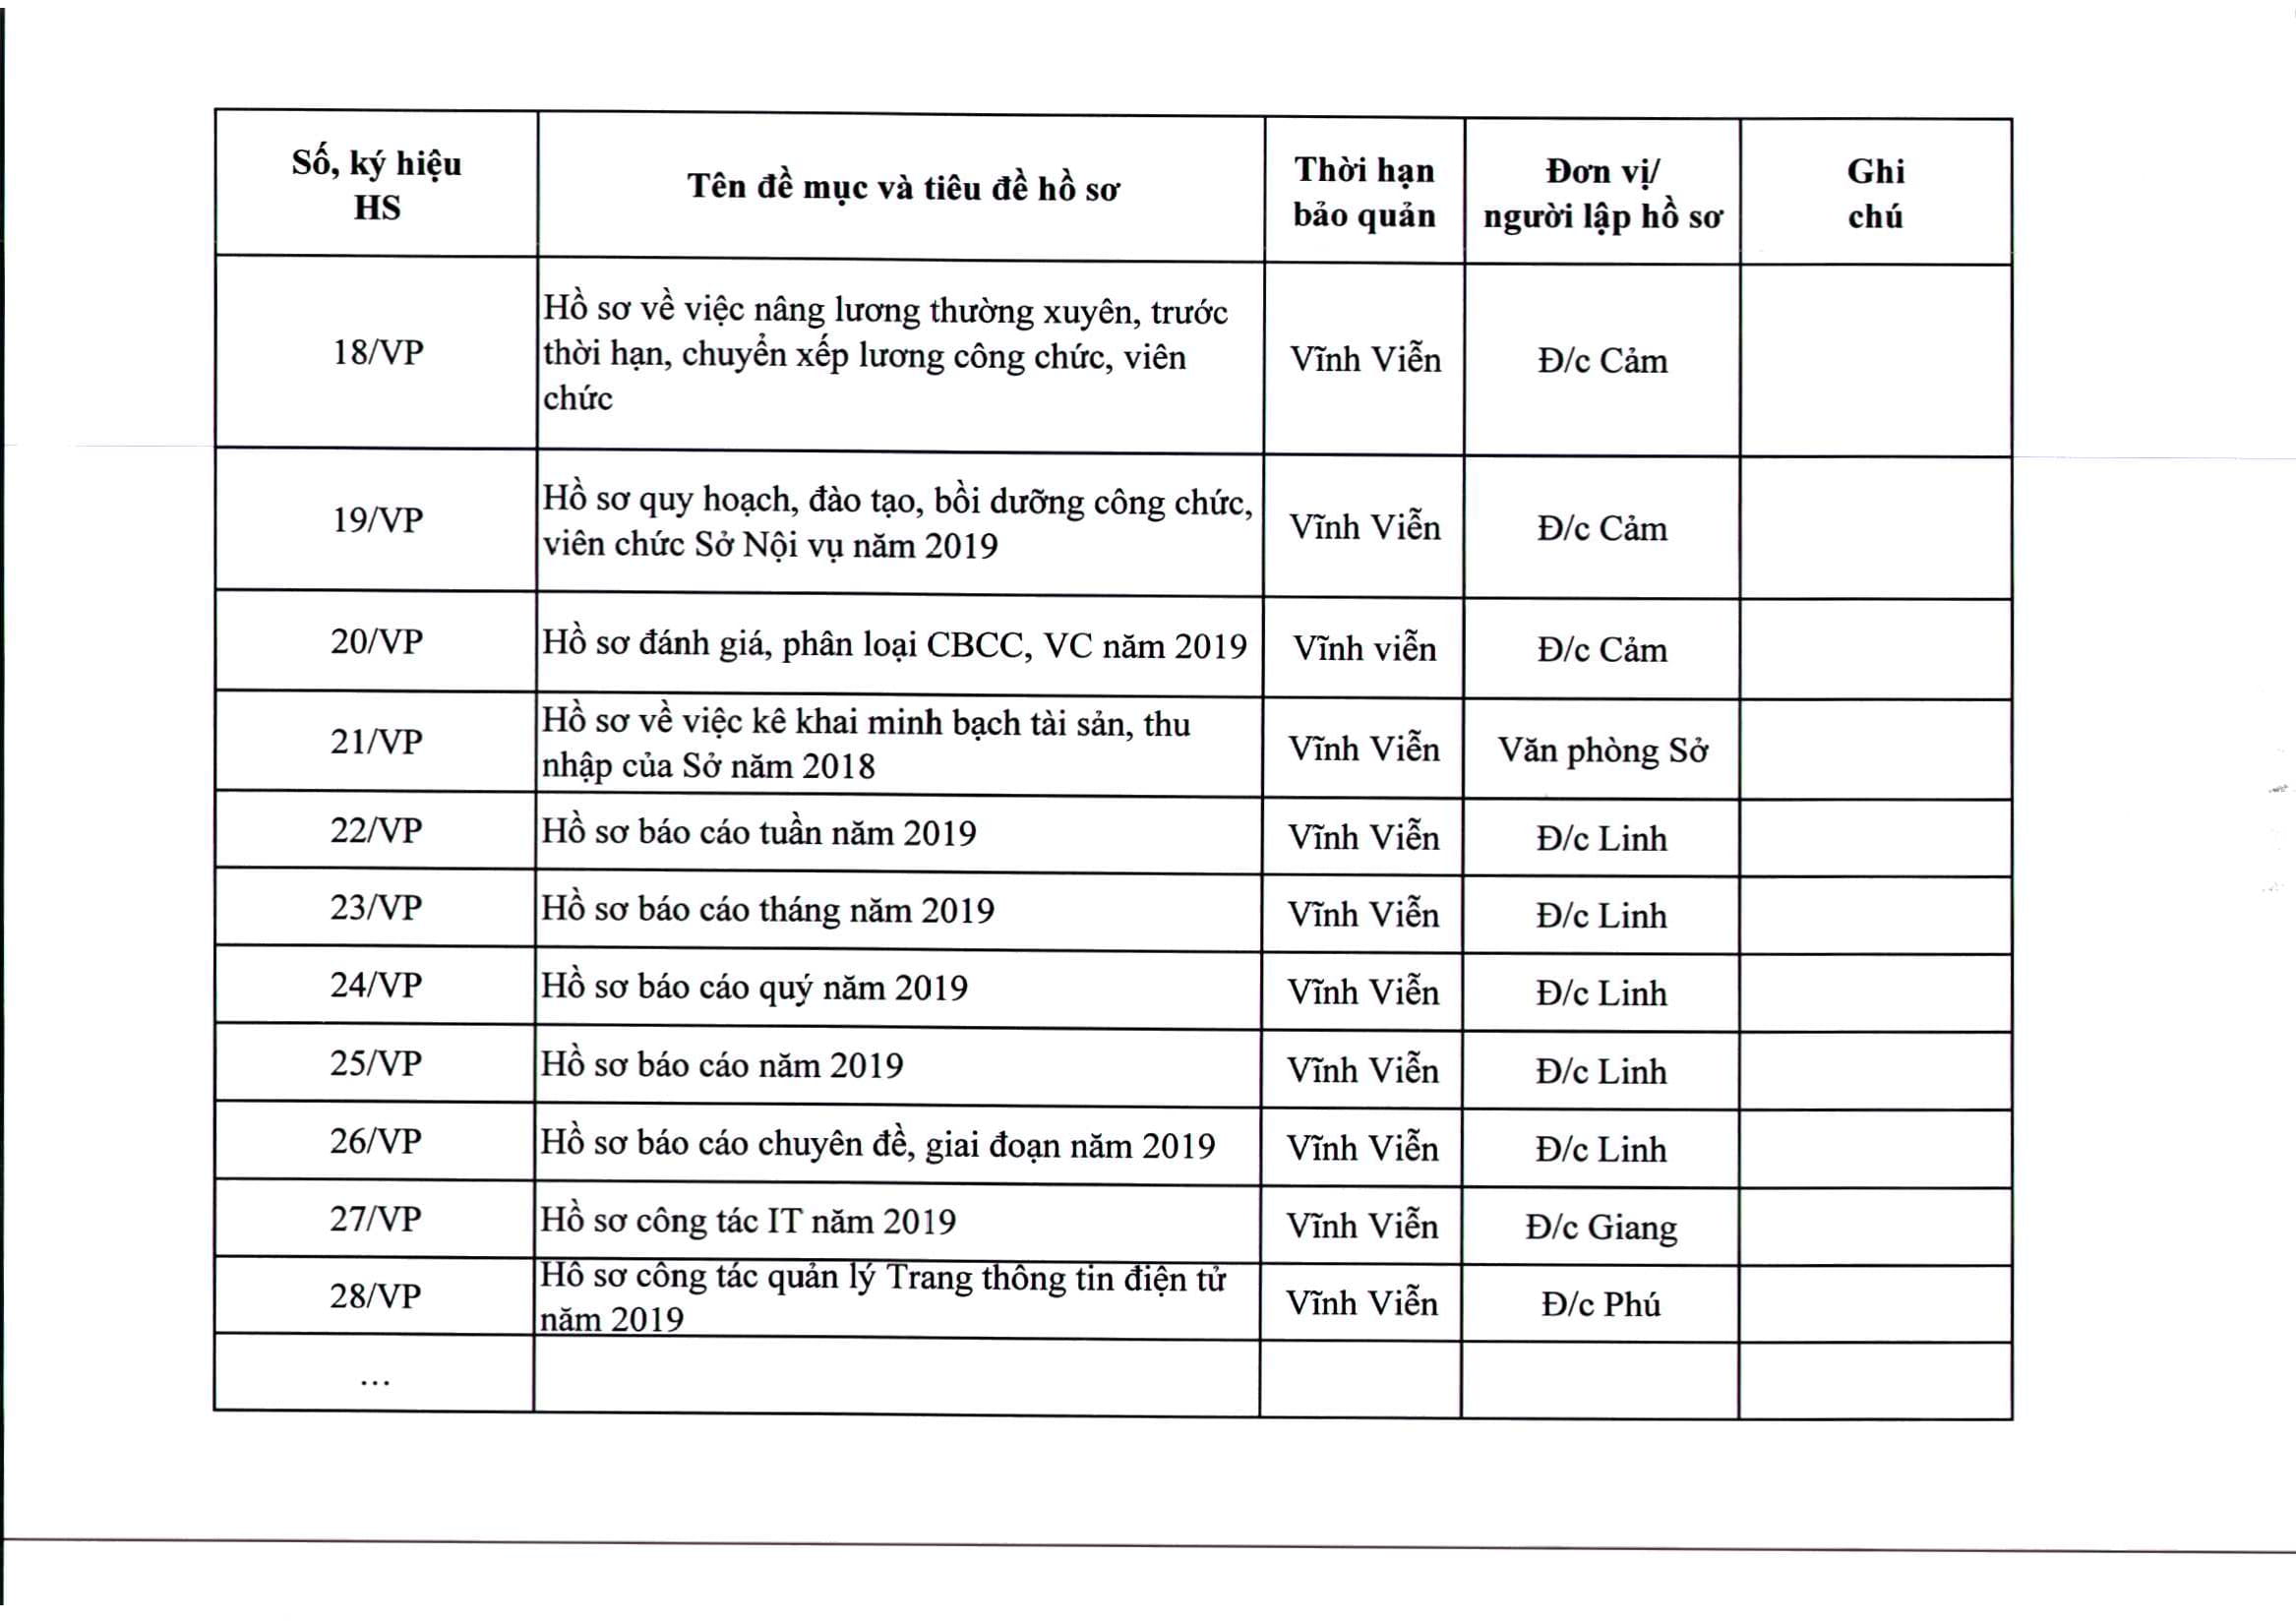 Số, ký hiệu
HS
Tên đề mục và tiêu đề hồ sơ
Thời hạn
bảo quản
Đơn vị/
người lập hồ sơ
Ghi
chú
18/VP
Hồ sơ về việc nâng lương thường xuyên, trước
thời hạn, chuyển xếp lương công chức, viên
chức
Vĩnh Viễn
Đ/c Cảm
19/VP
Hồ sơ quy hoạch, đào tạo, bồi dưỡng công chức,
viên chức Sở Nội vụ năm 2019
Vĩnh Viễn
Đ/c Cảm
20/VP
Hồ sơ đánh giá, phân loại CBCC, VC năm 2019
Vĩnh viễn
Đ/c Cảm
21/VP
Hồ sơ về việc kê khai minh bạch tài sản, thu
nhập của Sở năm 2018
Vĩnh Viễn
Văn phòng Sở
22/VP
Hồ sơ báo cáo tuần năm 2019
Vĩnh Viễn
Đ/c Linh
23/VP
Hồ sơ báo cáo tháng năm 2019
Vĩnh Viễn
Đ/c Linh
24/VP
Hồ sơ báo cáo quý năm 2019
Vĩnh Viễn
Đ/c Linh
25/VP
Hồ sơ báo cáo năm 2019
Vĩnh Viễn
Đ/c Linh
26/VP
Hồ sơ báo cáo chuyên đề, giai đoạn năm 2019
Vĩnh Viễn
Đ/c Linh
27/VP
Hồ sơ công tác IT năm 2019
Vĩnh Viễn
Đ/c Giang
28/VP
Hồ sơ công tác quản lý Trang thông tin điện tử
năm 2019
Vĩnh Viễn
Đ/c Phú
...